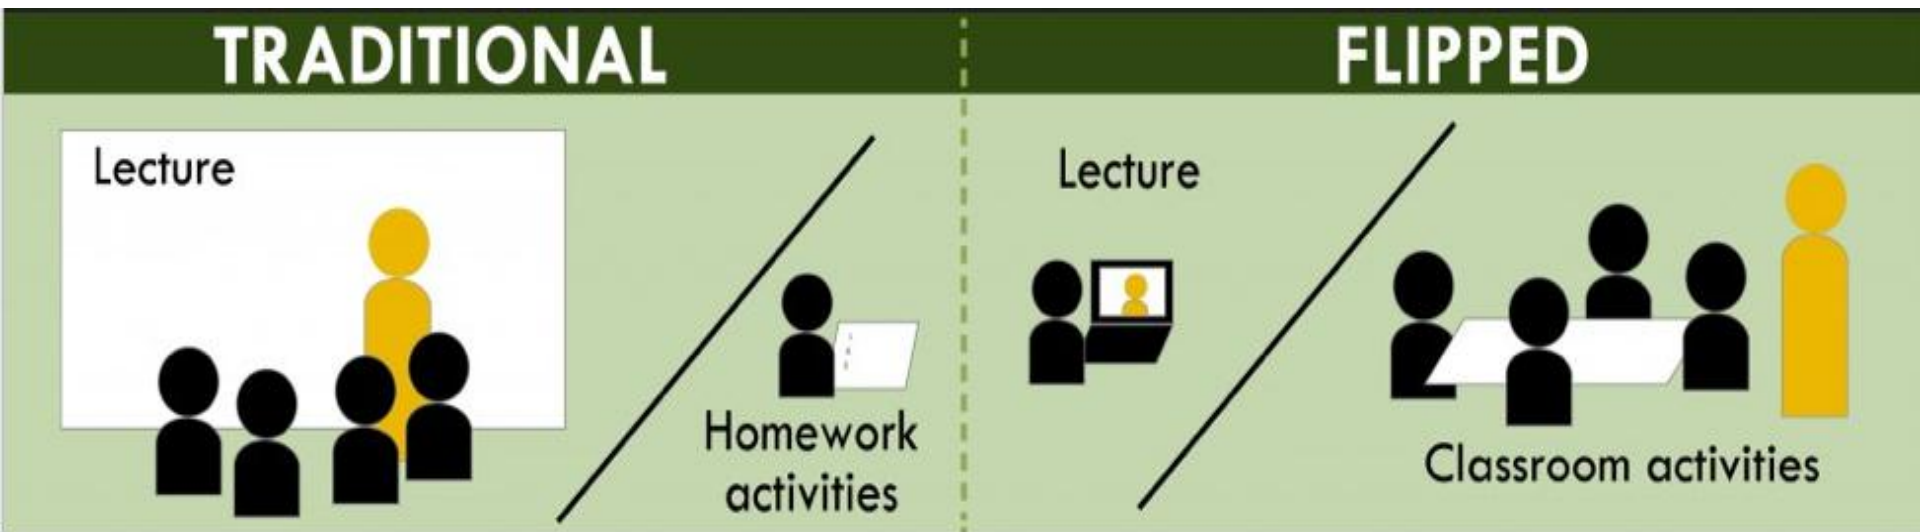 TRADITIONAL
Lecture
Homework
activities
FLIPPED
Lecture
Classroom activities